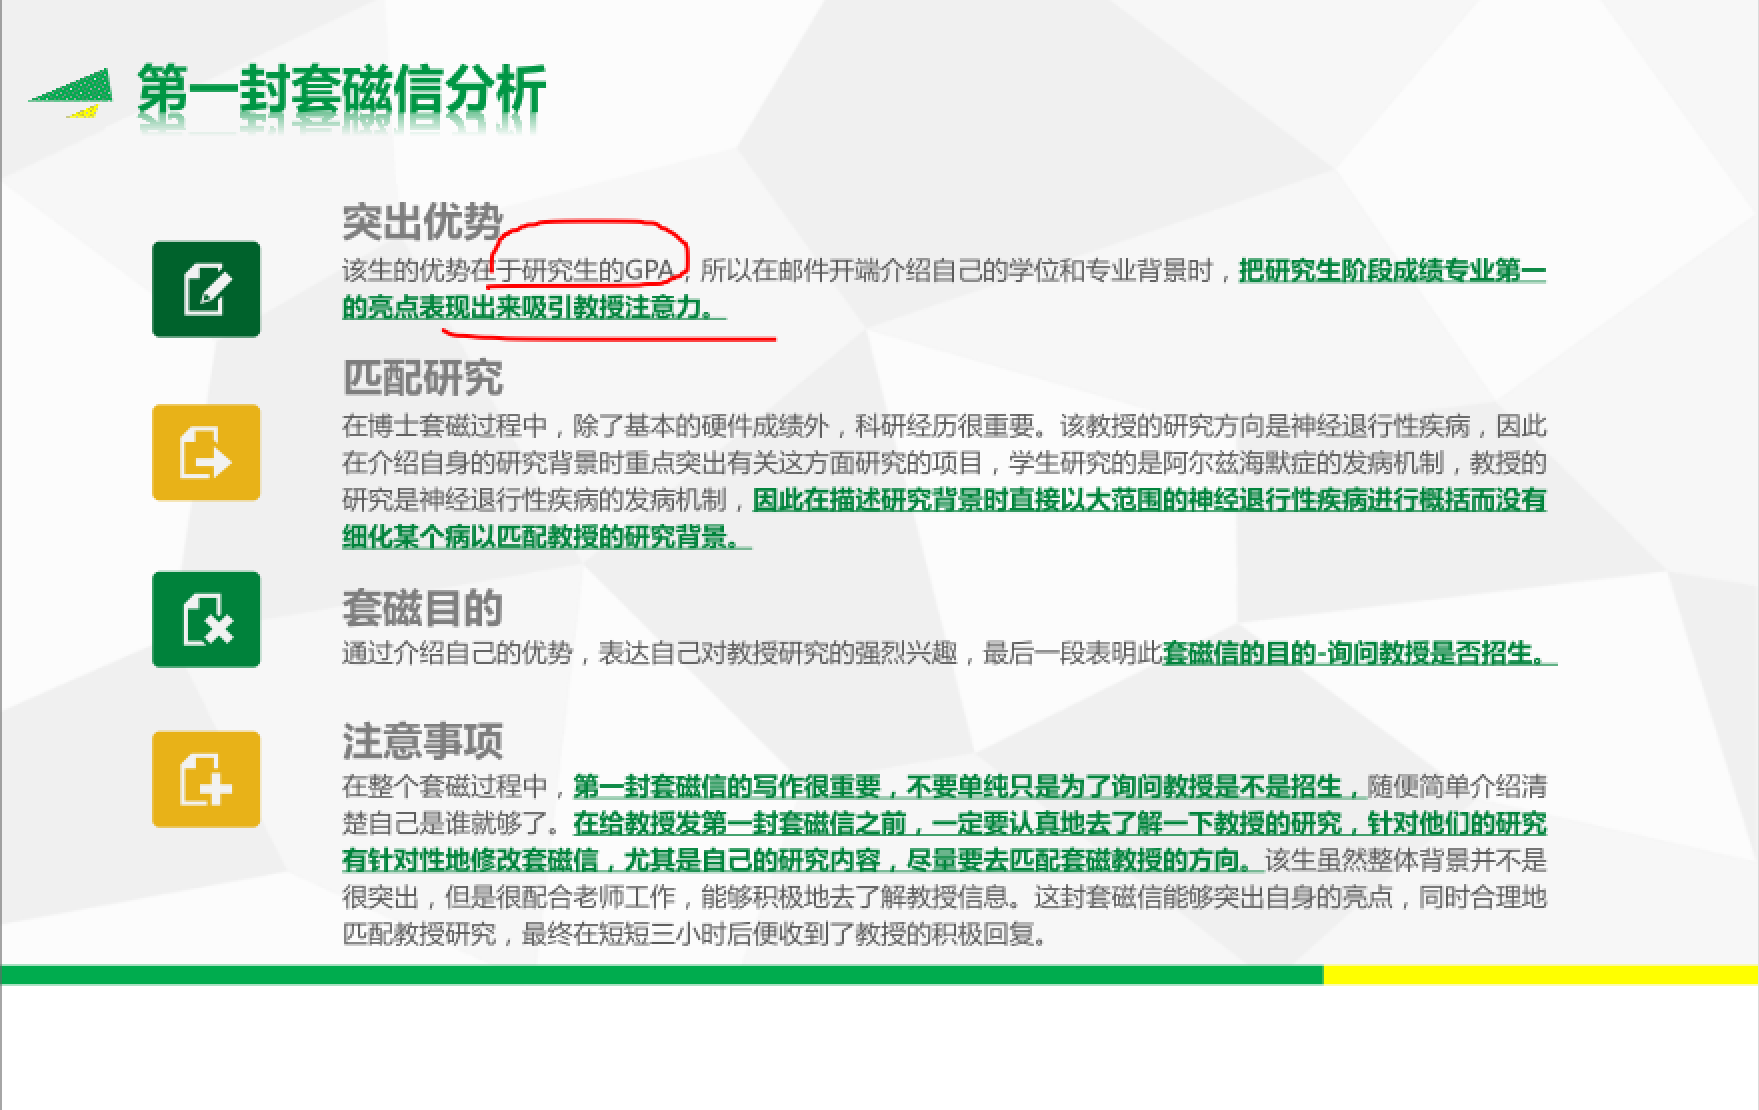 第一封套磁信分析
突出优势
该生的优势在于研究生的GPA，所以在邮件开端介绍自己的学位和专业背景时，把研究生阶段成绩专业第一
的亮点表现出来吸引教授注意力。
匹配研究
在博士套磁过程中，除了基本的硬件成绩外，科研经历很重要。该教授的研究方向是神经退行性疾病，因此
在介绍自身的研究背景时重点突出有关这方面研究的项目，学生研究的是阿尔兹海默症的发病机制，教授的
研究是神经退行性疾病的发病机制，因此在描述研究背景时直接以大范围的神经退行性疾病进行概括而没有
细化某个病以匹配教授的研究背景。
套磁目的
通过介绍自己的优势，表达自己对教授研究的强烈兴趣，最后一段表明此套磁信的目的-询问教授是否招生。
注意事项
在整个套磁过程中，第一封套磁信的写作很重要，不要单纯只是为了询问教授是不是招生，随便简单介绍清
楚自己是谁就够了。在给教授发第一封套磁信之前，一定要认真地去了解一下教授的研究，针对他们的研究
有针对性地修改套磁信，尤其是自己的研究内容，尽量要去匹配套磁教授的方向。该生虽然整体背景并不是
很突出，但是很配合老师工作，能够积极地去了解教授信息。这封套磁信能够突出自身的亮点，同时合理地
匹配教授研究，最终在短短三小时后便收到了教授的积极回复。